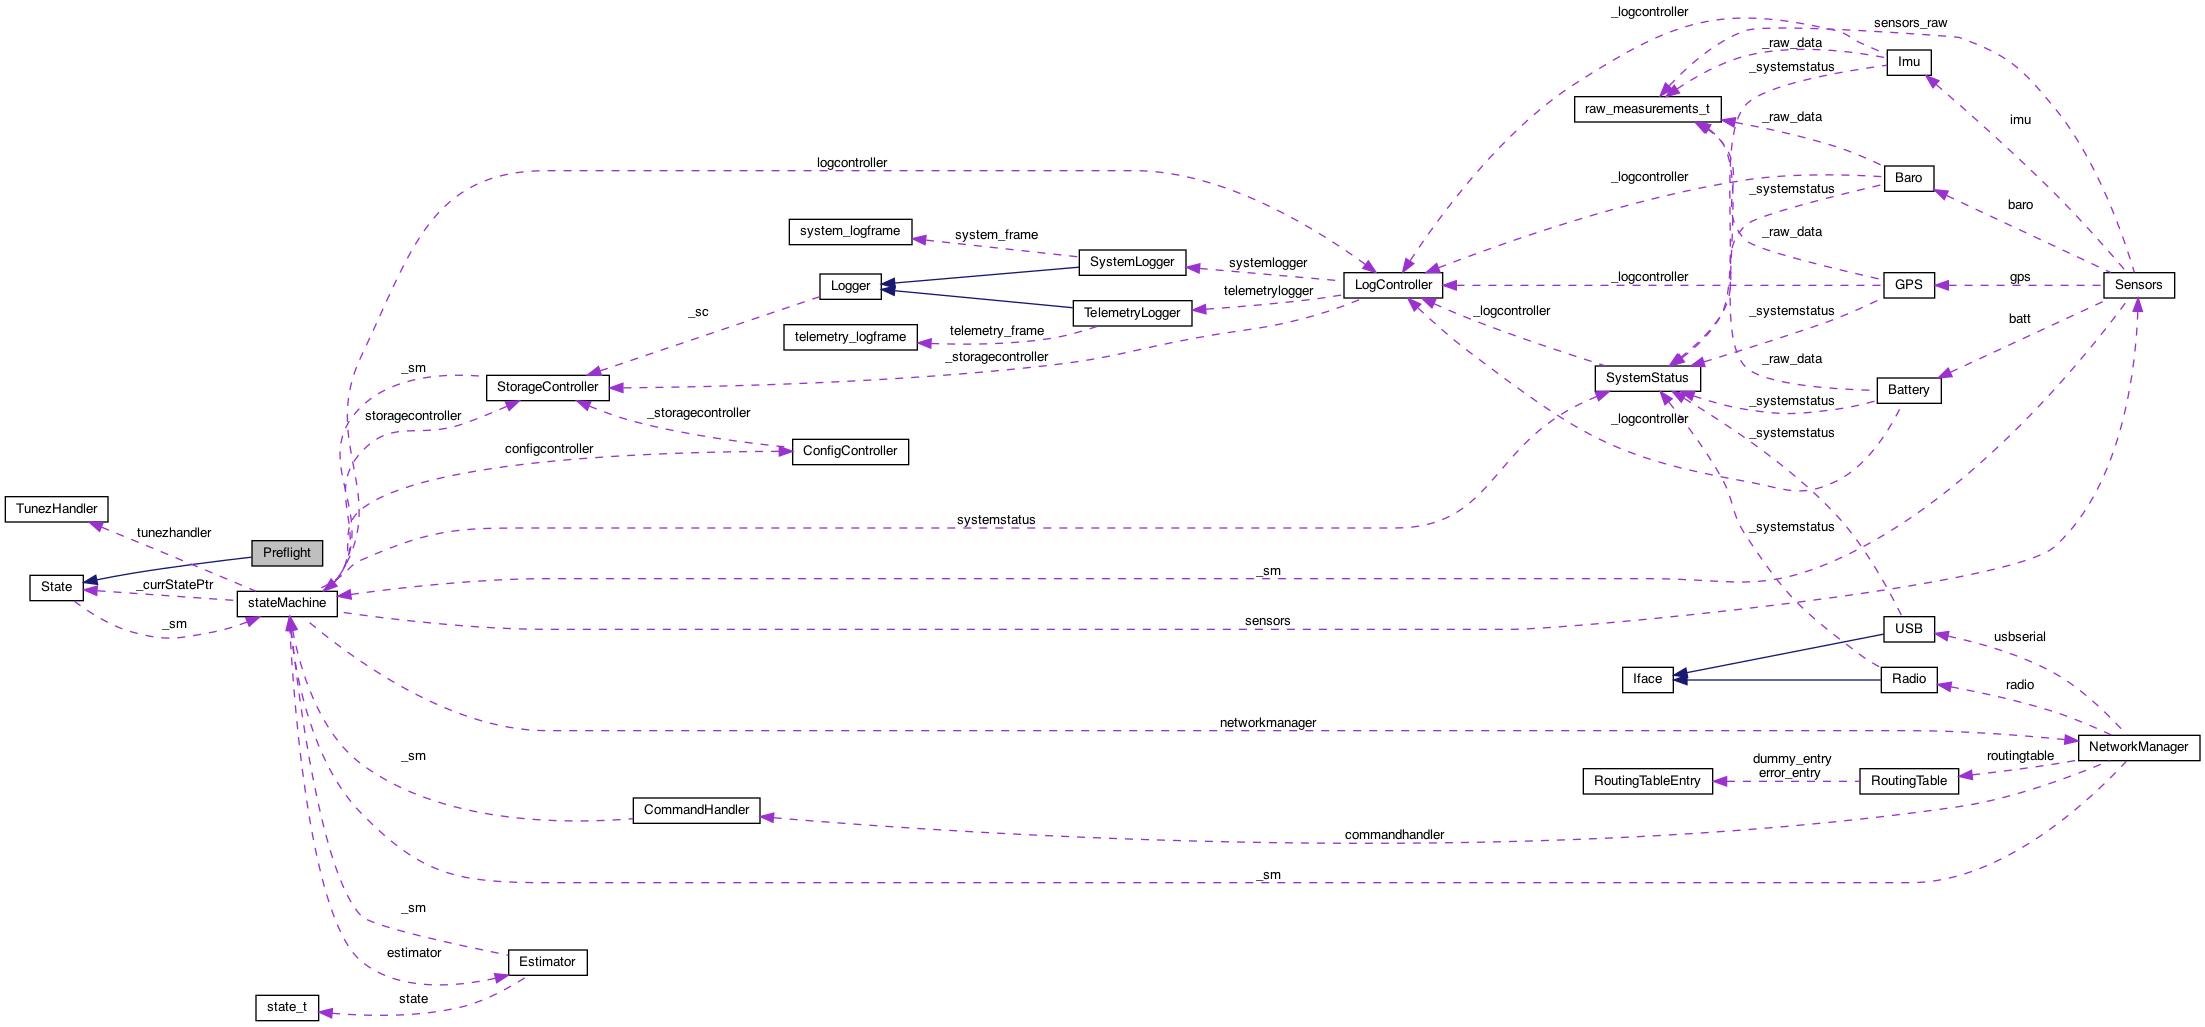 _logcontroller
sensors_raw
_raw_data
Imu
_systemstatus
raw_measurements_t
_raw_data
imu
logcontroller
_logcontroller
Baro
_systemstatus
baro
system_logframe
system_frame
_raw_data
SystemLogger
systemlogger
_logcontroller
gps
Logger
LogController
GPS
Sensors
telemetrylogger
_sc
TelemetryLogger
_logcontroller
_systemstatus
batt
telemetry_logframe
telemetry_frame
_storagecontroller
_raw_data
_sm
StorageController
SystemStatus
Battery
_systemstatus
storagecontroller
_storagecontroller
_logcontroller
_systemstatus
configcontroller
ConfigController
TunezHandler
systemstatus
_systemstatus
tunezhandler
Preflight
_sm
State
_currStatePtr
stateMachine
_sm
sensors
USB
usbserial
Iface
Radio
radio
networkmanager
NetworkManager
_sm
dummy_entry
error_entry
routingtable
RoutingTableEntry
RoutingTable
CommandHandler
commandhandler
_sm
_sm
estimator
Estimator
state
state_t